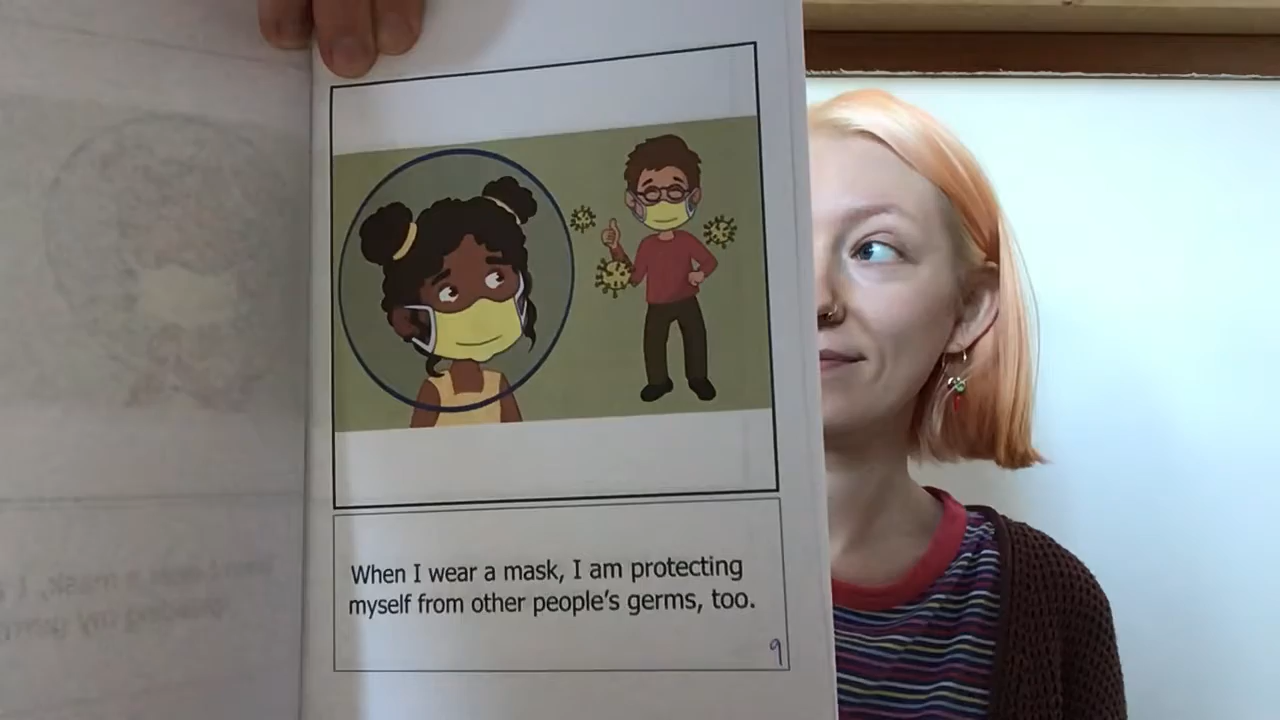 When I wear a mask, I am protecting
myself from other people's germs, too.
9